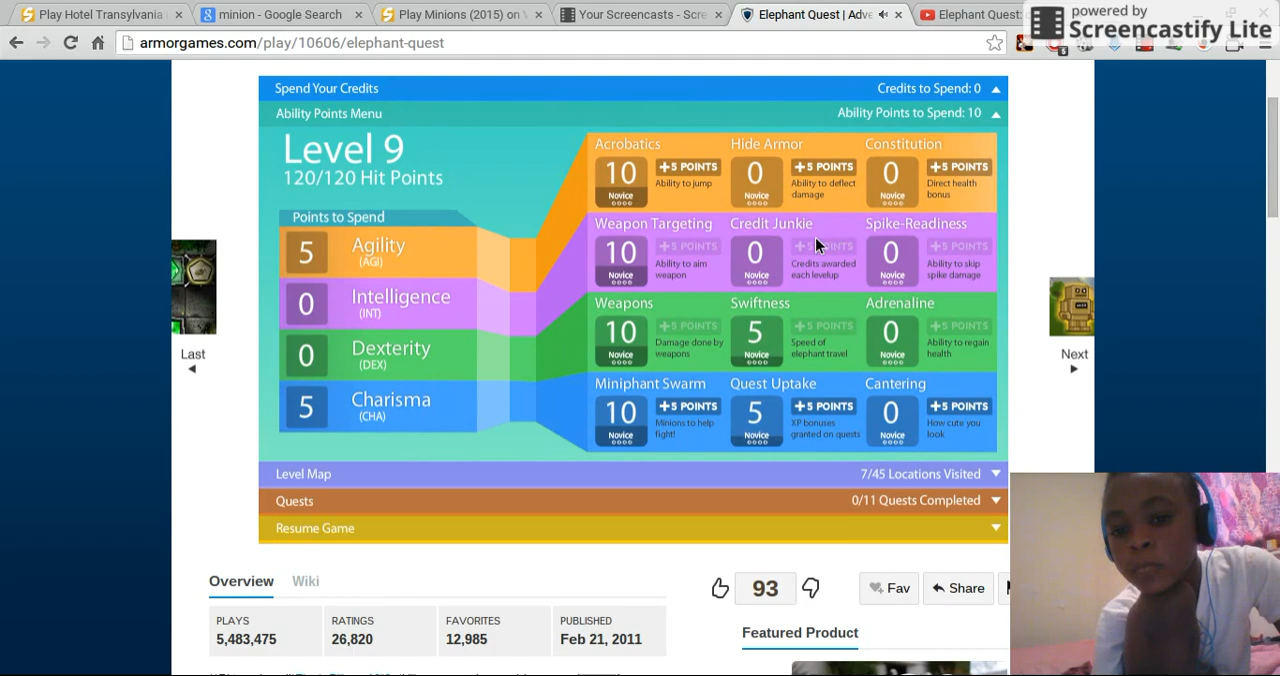 Play Hotel Transylvania
minion - Google Search
Play Minions (2015) on
Your Screencasts - Scre
Elephant Quest | Adve
Elephant Quest:
powered by
Screencastify Lite
armorgames.com/play/10606/elephant-quest
Spend Your Credits
Credits to Spend: 0
Ability Points Menu
Ability Points to Spend: 10
Level 9
120/120 Hit Points
Points to Spend
5
Agility
(AGI)
0
Intelligence
(INT)
0
Dexterity
(DEX)
5
Charisma
(CHA)
Acrobatics
10
Novice
+5 POINTS
Ability to jump
Hide Armor
0
Novice
+5 POINTS
Ability to deflect
damage
Constitution
0
Novice
+5 POINTS
Direct health
bonus
Weapon Targeting
10
Novice
+5 POINTS
Ability to aim
weapon
Credit Junkie
0
Novice
+5 POINTS
Credits awarded
each levelup
Spike-Readiness
0
Novice
+5 POINTS
Ability to skip
spike damage
Weapons
10
Novice
+5 POINTS
Damage done by
weapons
Swiftness
5
Novice
+5 POINTS
Speed of
elephant travel
Adrenaline
0
Novice
+5 POINTS
Ability to regain
health
Miniphant Swarm
10
Novice
+5 POINTS
Minions to help
fight!
Quest Uptake
5
Novice
+5 POINTS
XP bonuses
granted on quests
Cantering
0
Novice
+5 POINTS
How cute you
look
Level Map
7/45 Locations Visited
Quests
0/11 Quests Completed
Resume Game
Last
Next
Overview
Wiki
93
Fav
Share
PLAYS
5,483,475
RATINGS
26,820
FAVORITES
12,985
PUBLISHED
Feb 21, 2011
Featured Product